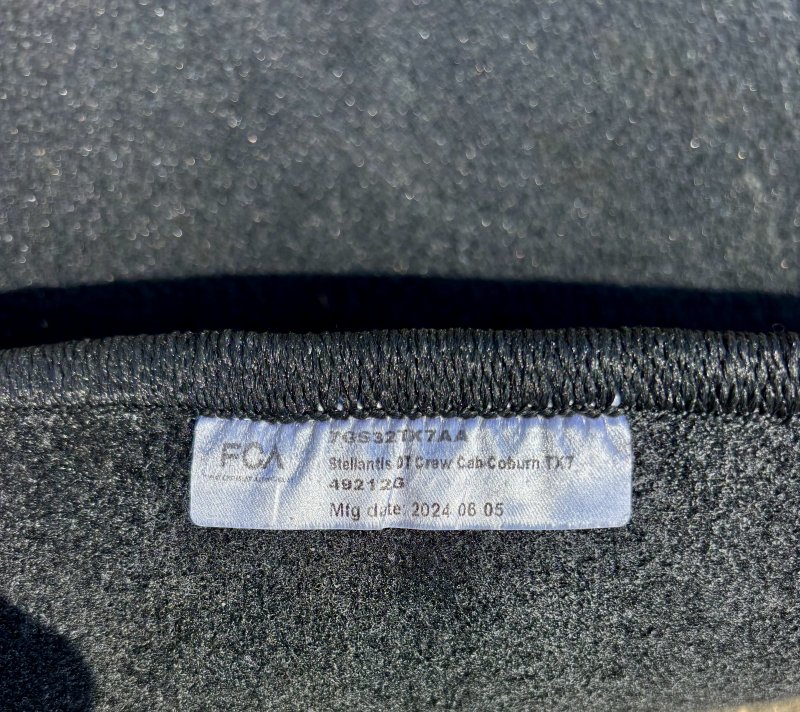 FCA
7GS32TX7AA
Stellantis DT Crew Cab Coburn TX7
49212G
Mfg date: 2024 06 05